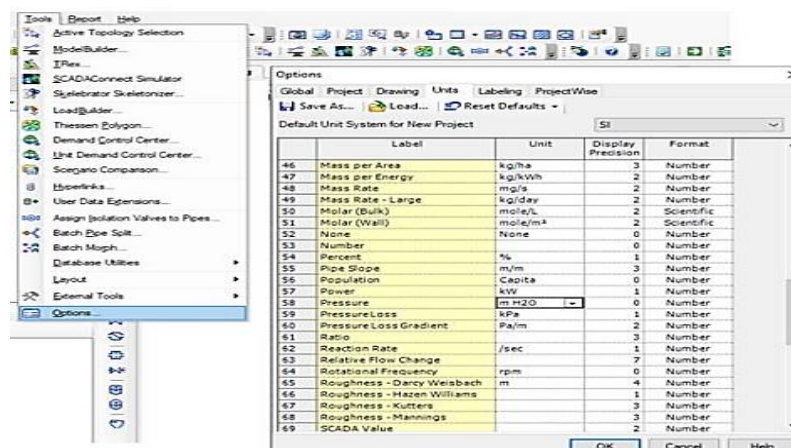 Tools Report Help
Active Topology Selection
ModelBuilder...
TRex...
SCADAConnect Simulator
Skelebrator Skeletonizer...
LoadBuilder...
Thiessen Polygon...
Demand Control Center...
Unit Demand Control Center...
Scenario Comparison...
Hyperlinks...
User Data Extensions...
Assign Isolation Valves to Pipes...
Batch Pipe Split...
Batch Morph...
Database Utilities
Layout
External Tools
Options...
Options
Global Project Drawing Units Labeling ProjectWise
Save As... Load... Reset Defaults
Default Unit System for New Project SI
Label Unit Display Precision Format
46 Mass per Area kg/ha 3 Number
47 Mass per Energy kg/kWh 2 Number
48 Mass Rate mg/s 2 Number
49 Mass Rate - Large kg/day 2 Number
50 Molar (Bulk) mole/L 2 Scientific
51 Molar (Wall) mole/m² 2 Scientific
52 None None 0 Number
53 Number 0 Number
54 Percent % 1 Number
55 Pipe Slope m/m 3 Number
56 Population Capita 0 Number
57 Power kW 1 Number
58 Pressure m H2O 0 Number
59 Pressure Loss kPa 1 Number
60 Pressure Loss Gradient Pa/m 2 Number
61 Ratio 3 Number
62 Reaction Rate /sec 1 Number
63 Relative Flow Change 7 Number
64 Rotational Frequency rpm 0 Number
65 Roughness - Darcy Weisbach m 4 Number
66 Roughness - Hazen Williams 1 Number
67 Roughness - Kutters 3 Number
68 Roughness - Mannings 3 Number
69 SCADA Value 2 Number
OK Cancel Help